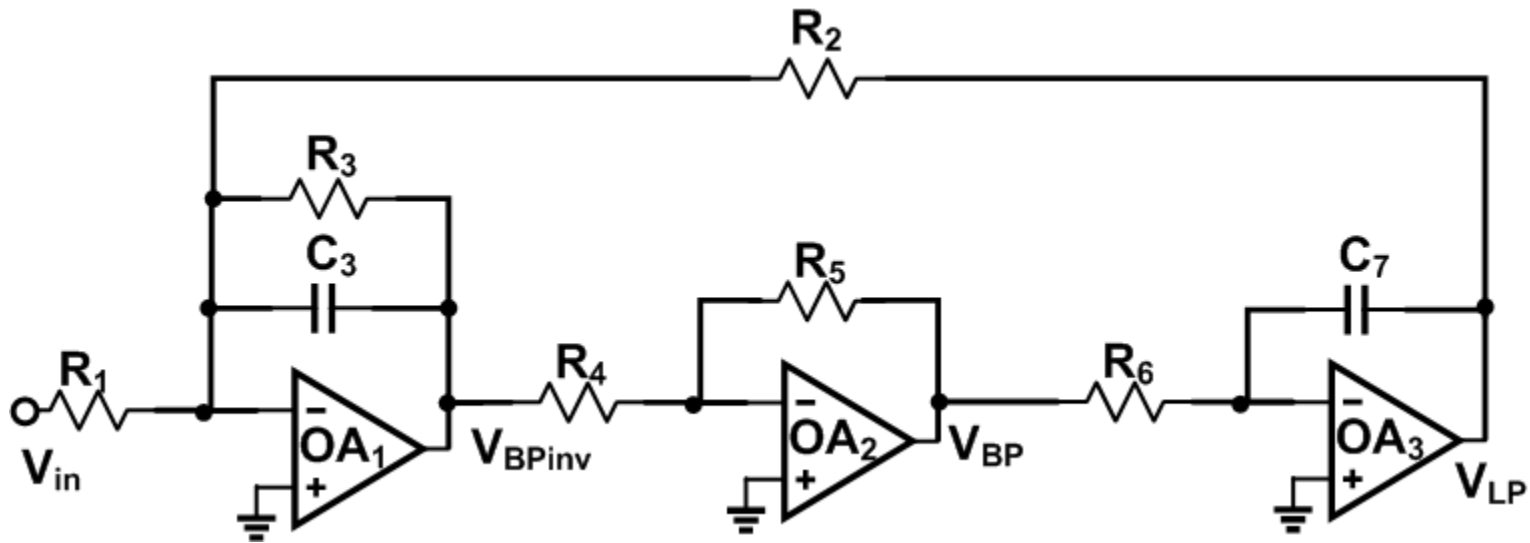 R2
R3
C3
R5
C7
R1
R4
R6
−
−
−
OA1
OA2
OA3
+
+
+
Vin
VBPinv
VBP
VLP